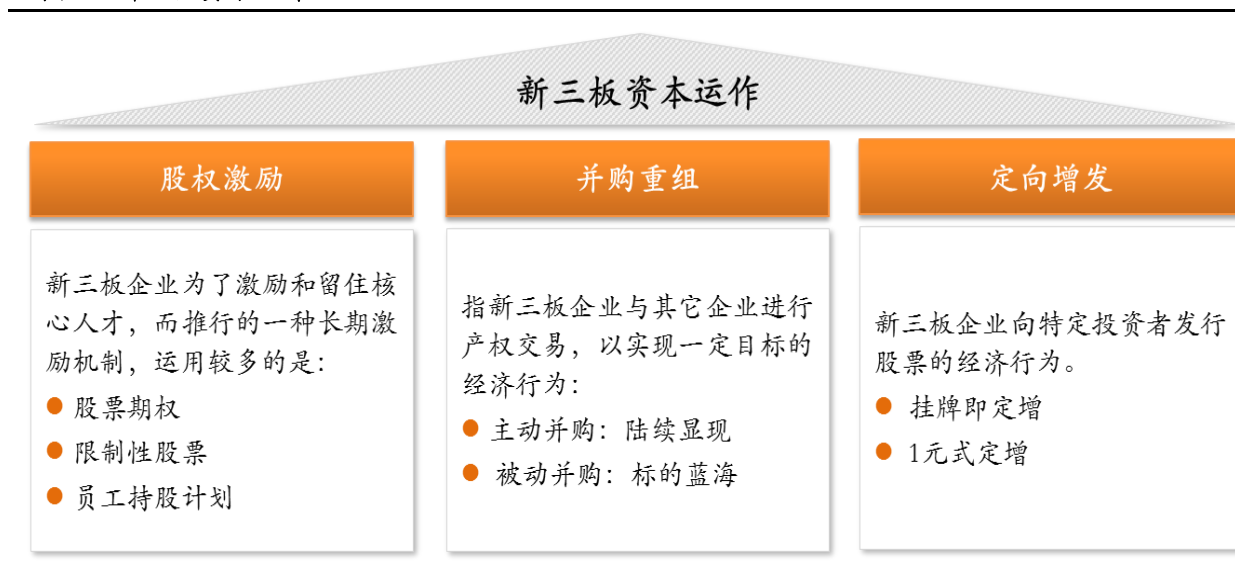 新三板资本运作
股权激励
新三板企业为了激励和留住核
心人才，而推行的一种长期激
励机制，运用较多的是：
股票期权
限制性股票
员工持股计划
并购重组
指新三板企业与其它企业进行
产权交易，以实现一定目标的
经济行为：
主动并购：陆续显现
被动并购：标的蓝海
定向增发
新三板企业向特定投资者发行
股票的经济行为。
挂牌即定增
1元式定增